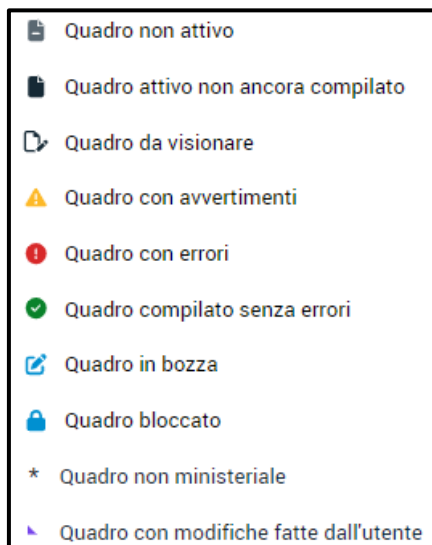 Quadro non attivo
Quadro attivo non ancora compilato
Quadro da visionare
Quadro con avvertimenti
Quadro con errori
Quadro compilato senza errori
Quadro in bozza
Quadro bloccato
* Quadro non ministeriale
Quadro con modifiche fatte dall'utente